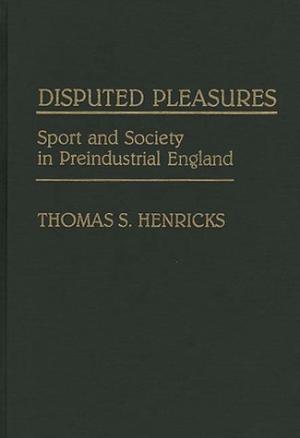 DISPUTED PLEASURES
Sport and Society
in Preindustrial England
THOMAS S. HENRICKS